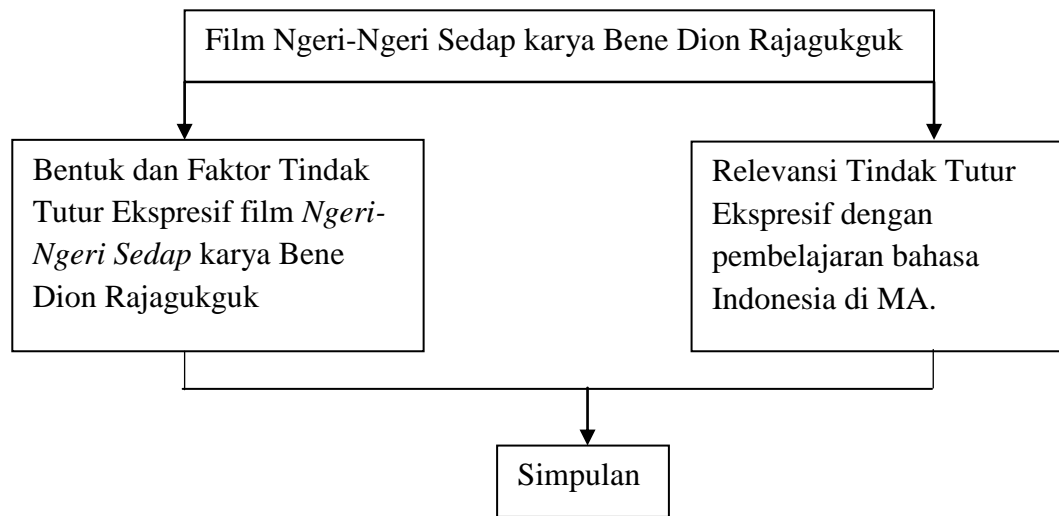 Film Ngeri-Ngeri Sedap karya Bene Dion Rajagukguk
Bentuk dan Faktor Tindak
Tutur Ekspresif film Ngeri-
Ngeri Sedap karya Bene
Dion Rajagukguk
Relevansi Tindak Tutur
Ekspresif dengan
pembelajaran bahasa
Indonesia di MA.
Simpulan